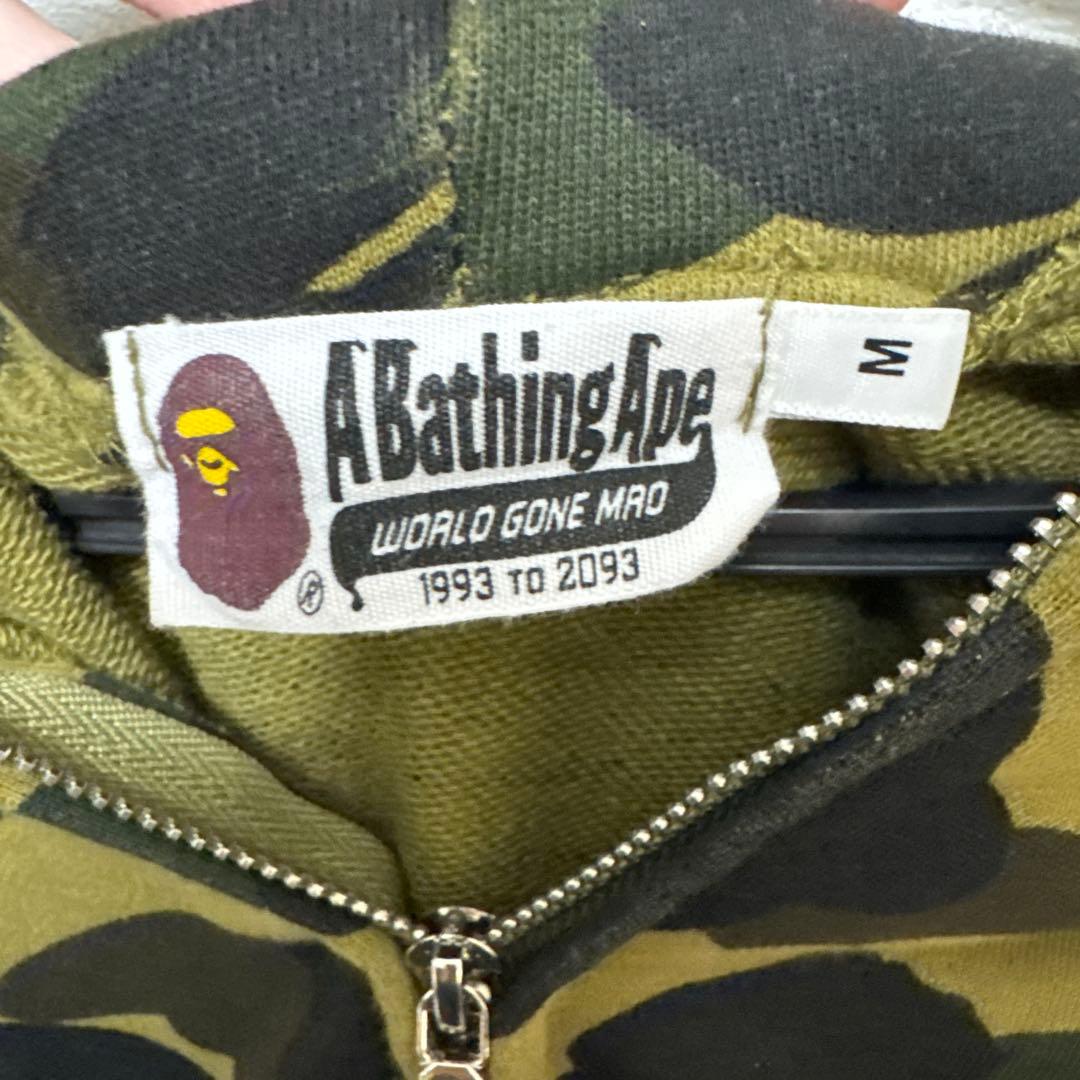 A Bathing Ape
WORLD GONE MAD
1993 TO 2093
®
M